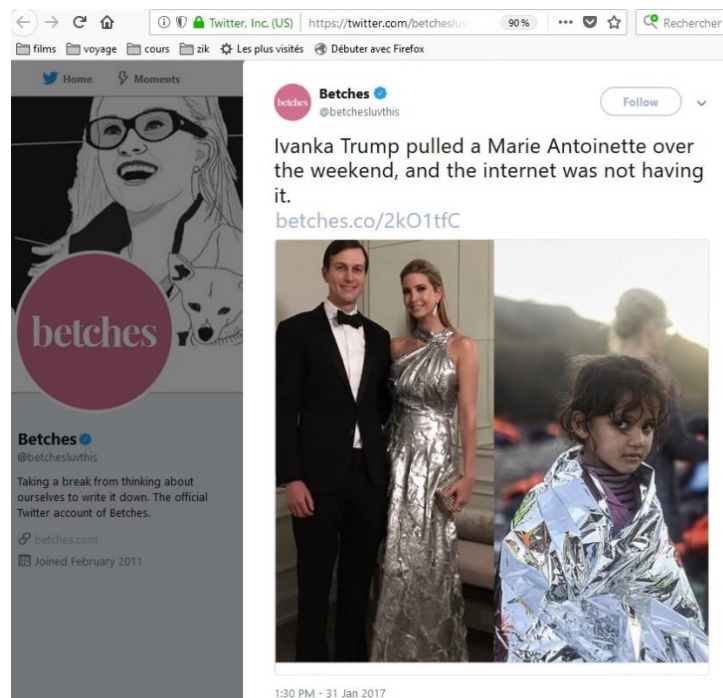 Twitter, Inc. (US)
https://twitter.com/betchesluv
90%
Rechercher
films
voyage
cours
zik
Les plus visités
Débuter avec Firefox
Home
Moments
betches
Betches
@betchesluvthis
Taking a break from thinking about
ourselves to write it down. The official
Twitter account of Betches.
betches.com
Joined February 2011
betches
Betches
@betchesluvthis
Follow
Ivanka Trump pulled a Marie Antoinette over
the weekend, and the internet was not having
it.
betches.co/2kO1tfC
1:30 PM - 31 Jan 2017